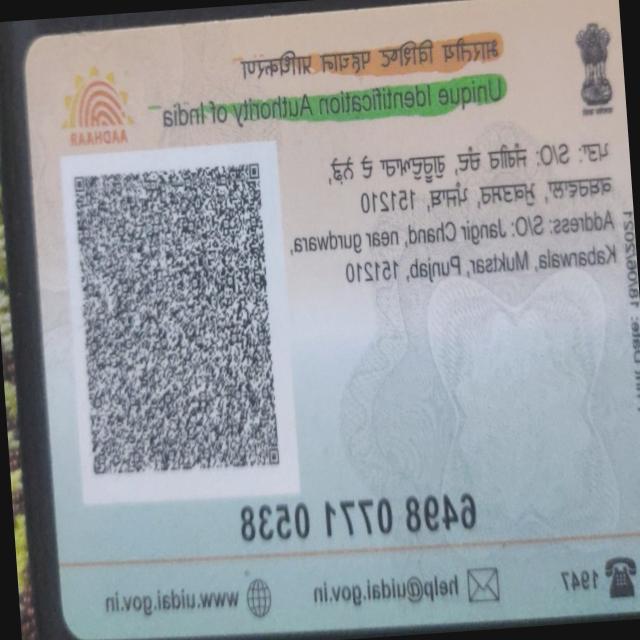 भारतीय विशिष्ट पहचान प्राधिकरण
Unique Identification Authority of India
AADHAAR
ਪਤਾ: S/O: ਜੰਗੀਰ ਚੰਦ, ਗੁਰੂਦੁਆਰਾ ਦੇ ਨੇੜੇ,
ਕਬਰਵਾਲਾ, ਮੁਕਤਸਰ, ਪੰਜਾਬ, 151210
Address: S/O: Jangir Chand, near gurdwara,
Kabarwala, Muktsar, Punjab, 151210
6498 0771 0538
1947
help@uidai.gov.in
www.uidai.gov.in